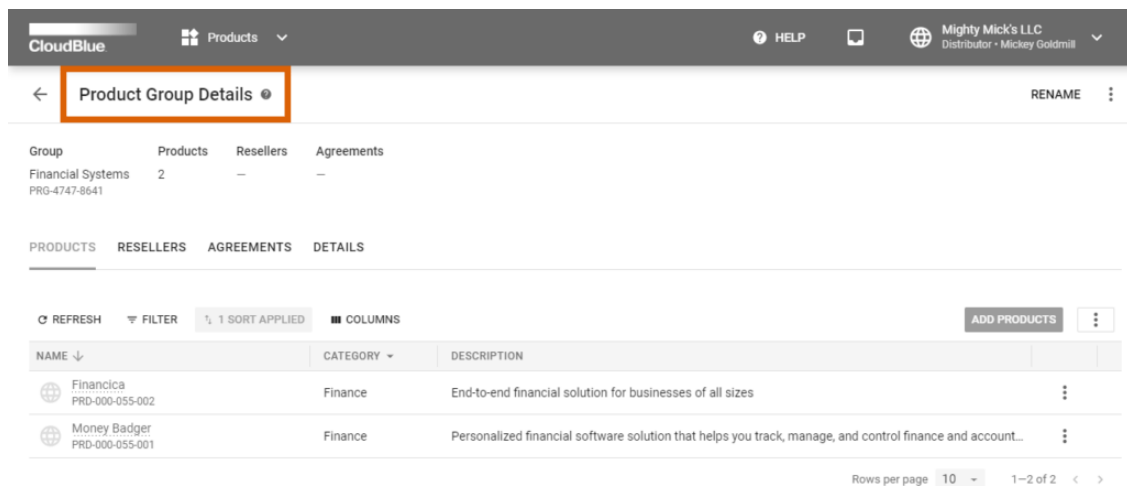 CloudBlue
Products
HELP
Mighty Mick's LLC
Distributor • Mickey Goldmill
Product Group Details
RENAME
Group Products Resellers Agreements
Financial Systems 2 — —
PRG-4747-8641
PRODUCTS RESELLERS AGREEMENTS DETAILS
REFRESH FILTER 1 SORT APPLIED COLUMNS ADD PRODUCTS
NAME CATEGORY DESCRIPTION
Financica Finance End-to-end financial solution for businesses of all sizes
PRD-000-055-002
Money Badger Finance Personalized financial software solution that helps you track, manage, and control finance and account...
PRD-000-055-001
Rows per page 10 1–2 of 2